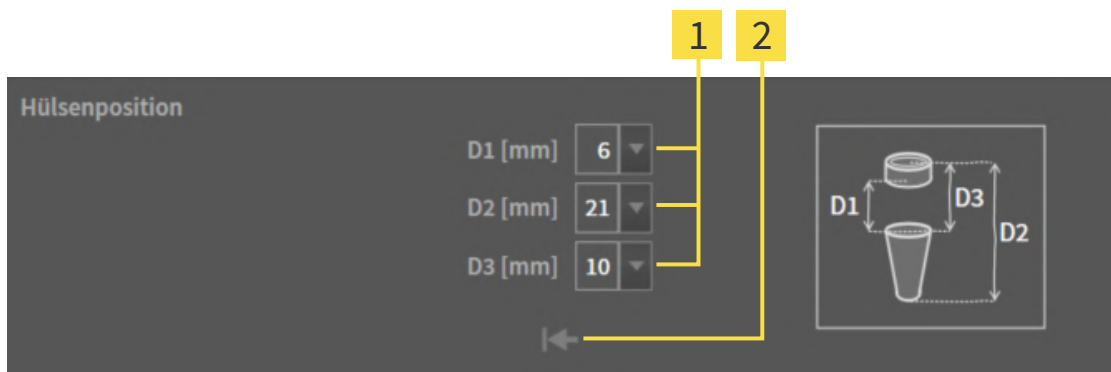 1 2
Hülsenposition
D1 [mm] 6
D2 [mm] 21
D3 [mm] 10
D1 D3
D2